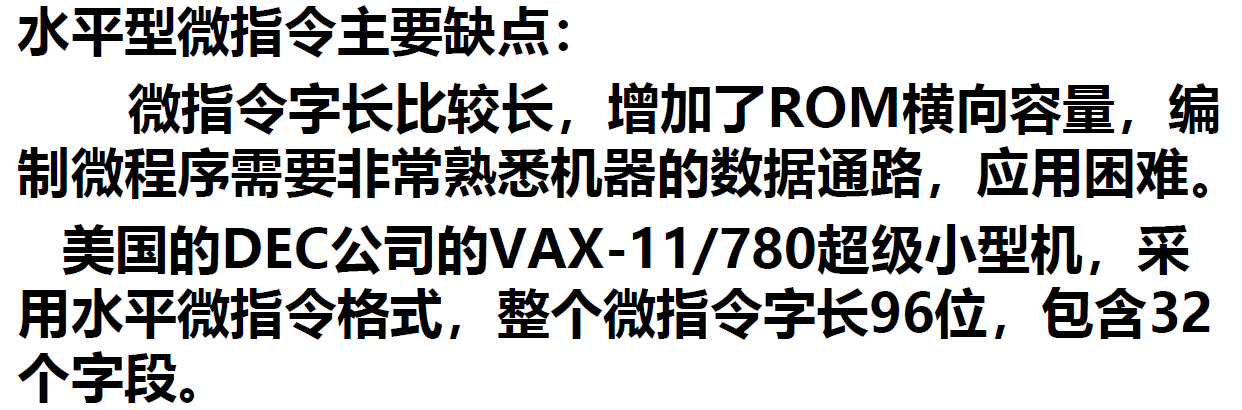 水平型微指令主要缺点：
微指令字长比较长，增加了ROM横向容量，编
制微程序需要非常熟悉机器的数据通路，应用困难。
美国的DEC公司的VAX-11/780超级小型机，采
用水平微指令格式，整个微指令字长96位，包含32
个字段。